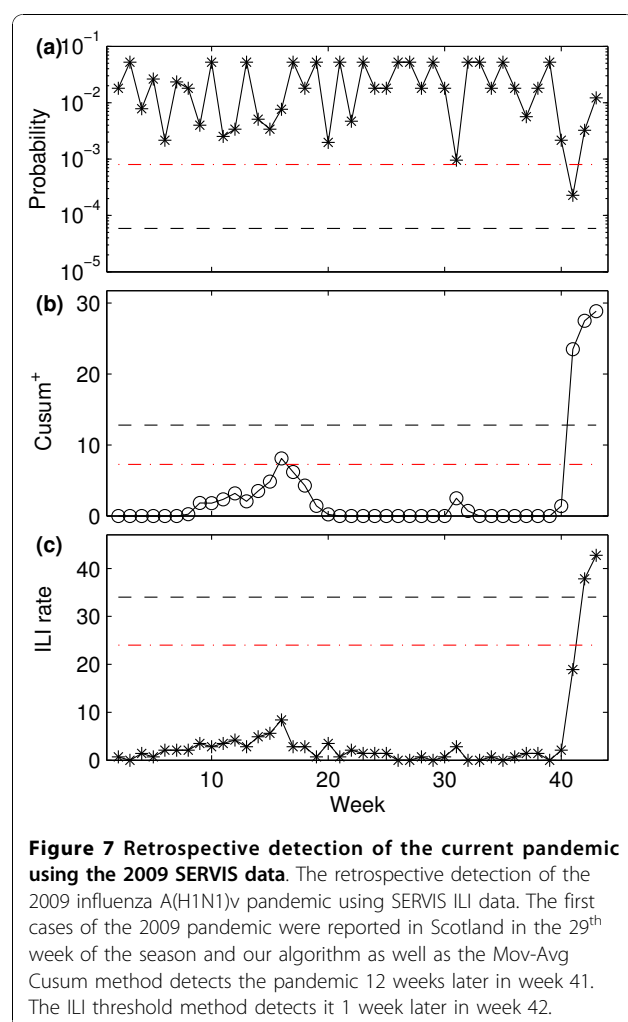 (a)
10⁻¹
10⁻²
10⁻³
10⁻⁴
10⁻⁵
Probability
(b)
30
20
10
0
Cusum⁺
(c)
40
30
20
10
0
ILI rate
10 20 30 40
Week
Figure 7 Retrospective detection of the current pandemic
using the 2009 SERVIS data. The retrospective detection of the
2009 influenza A(H1N1)v pandemic using SERVIS ILI data. The first
cases of the 2009 pandemic were reported in Scotland in the 29th
week of the season and our algorithm as well as the Mov-Avg
Cusum method detects the pandemic 12 weeks later in week 41.
The ILI threshold method detects it 1 week later in week 42.